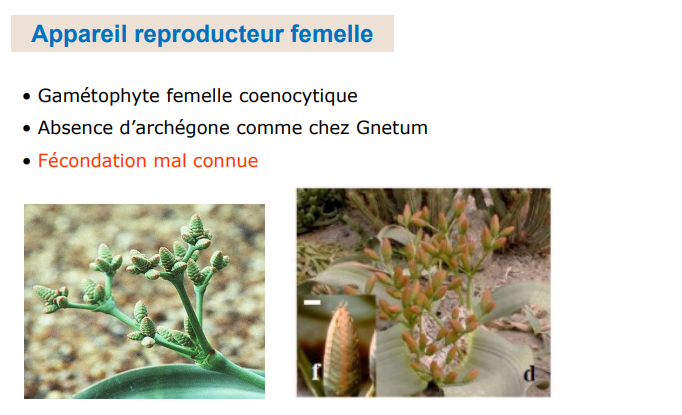 Appareil reproducteur femelle
• Gamétophyte femelle coenocytique
• Absence d’archégone comme chez Gnetum
• Fécondation mal connue
f
d